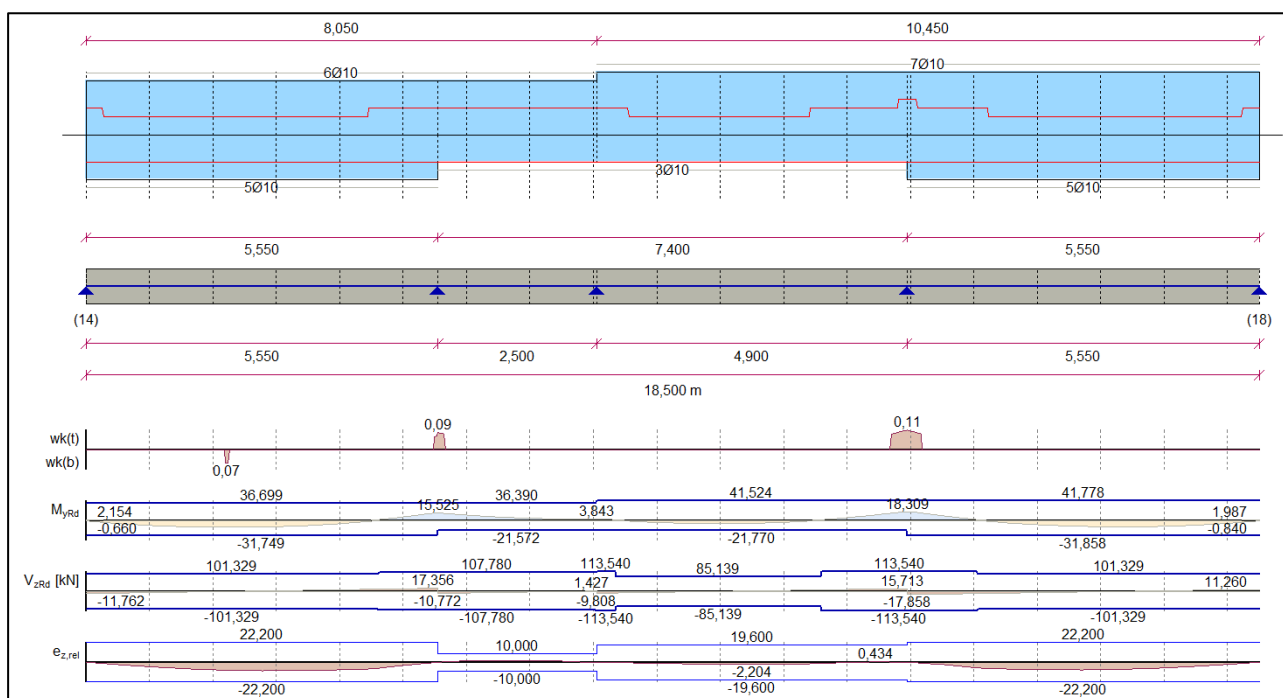 8,050 10,450
6Ø10 7Ø10
3Ø10
5Ø10 5Ø10
5,550 7,400 5,550
(14) (18)
5,550 2,500 4,900 5,550
18,500 m
wk(t) 0,09 0,11
wk(b)
0,07
36,699 36,390 41,524 41,778
MyRd 2,154 15,525 3,843 18,309 1,987
-0,660 -0,840
-31,749 -21,572 -21,770 -31,858
101,329 107,780 113,540 85,139 113,540 101,329
VzRd [kN] 17,356 1,427 15,713 11,260
-11,762 -10,772 -9,808 -17,858
-101,329 -107,780 -113,540 -85,139 -113,540 -101,329
22,200 10,000 19,600 22,200
ez,rel 0,434
-2,204
-22,200 -10,000 -19,600 -22,200